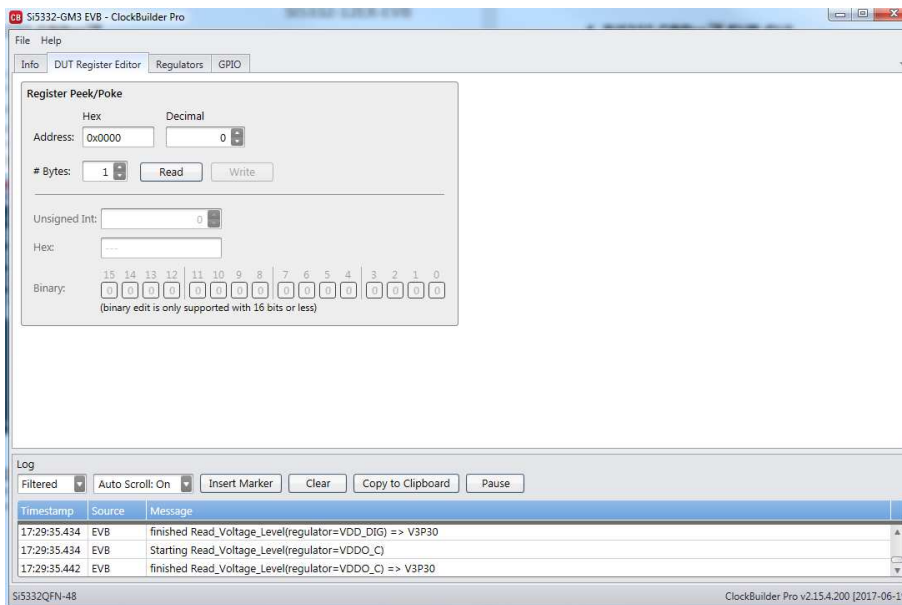 CB Si5332-GM3 EVB - ClockBuilder Pro
File Help
Info DUT Register Editor Regulators GPIO
Register Peek/Poke
Hex Decimal
Address: 0x0000 0
# Bytes: 1 Read Write
Unsigned Int: 0
Hex: ---
15 14 13 12 11 10 9 8 7 6 5 4 3 2 1 0
Binary: 0 0 0 0 0 0 0 0 0 0 0 0 0 0 0 0
(binary edit is only supported with 16 bits or less)
Log
Filtered Auto Scroll: On Insert Marker Clear Copy to Clipboard Pause
Timestamp Source Message
17:29:35.434 EVB finished Read_Voltage_Level(regulator=VDD_DIG) => V3P30
17:29:35.434 EVB Starting Read_Voltage_Level(regulator=VDDO_C)
17:29:35.442 EVB finished Read_Voltage_Level(regulator=VDDO_C) => V3P30
Si5332QFN-48 ClockBuilder Pro v2.15.4.200 [2017-06-1